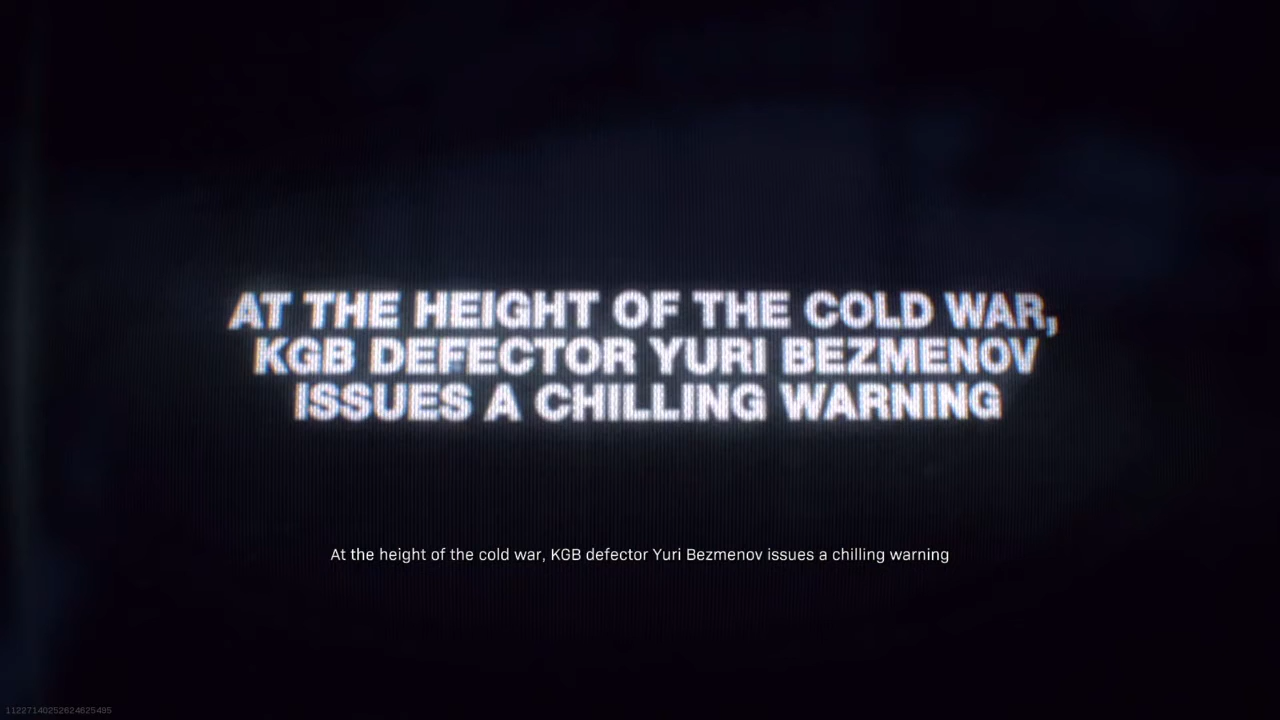 AT THE HEIGHT OF THE COLD WAR,
KGB DEFECTOR YURI BEZMENOV
ISSUES A CHILLING WARNING
At the height of the cold war, KGB defector Yuri Bezmenov issues a chilling warning